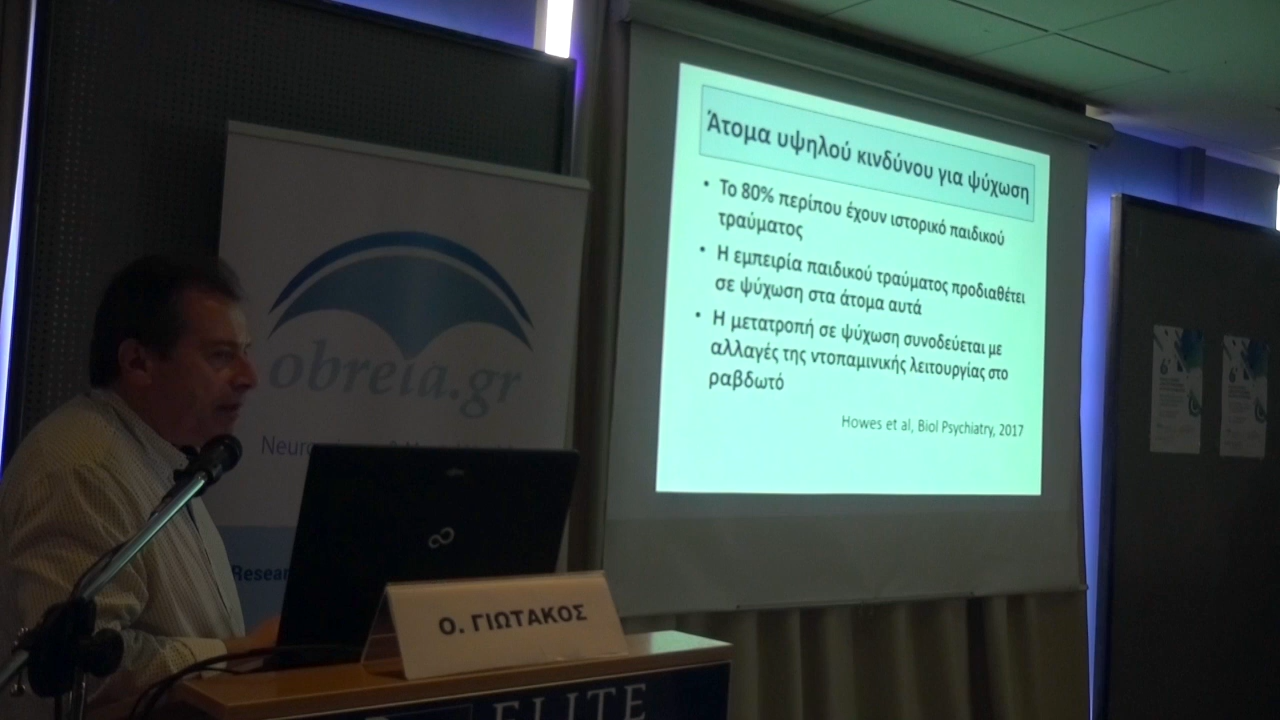 Άτομα υψηλού κινδύνου για ψύχωση
• Το 80% περίπου έχουν ιστορικό παιδικού
τραύματος
• Η εμπειρία παιδικού τραύματος προδιαθέτει
σε ψύχωση στα άτομα αυτά
• Η μετατροπή σε ψύχωση συνοδεύεται με
αλλαγές της ντοπαμινικής λειτουργίας στο
ραβδωτό
Howes et al, Biol Psychiatry, 2017
obreia.gr
Ο. ΓΙΩΤΑΚΟΣ
ELITE